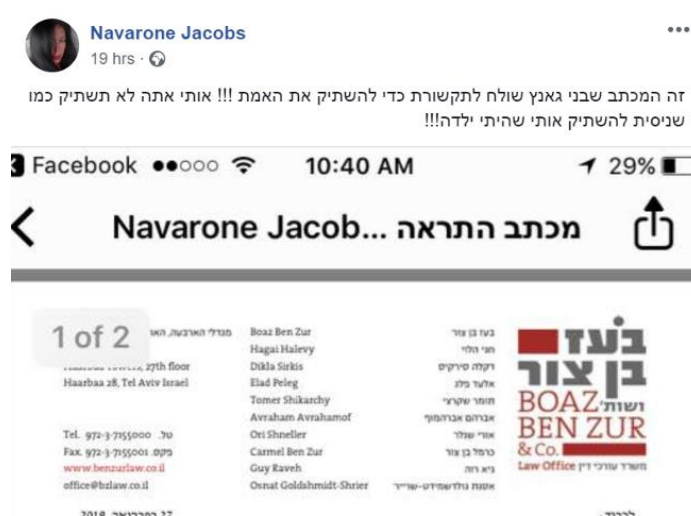 Navarone Jacobs
19 hrs
זה המכתב שבני גאנץ שולח לתקשורת כדי להשתיק את האמת !!! אותי אתה לא תשתיק כמו
שניסית להשתיק אותי שהיתי ילדה!!!
Facebook 10:40 AM 29%
Navarone Jacob... מכתב התראה
1 of 2
מגדלי הארבעה,
27th floor
Haarbaa 28, Tel Aviv Israel
Tel. 972-3-7155000 טל.
Fax. 972-3-7155001 פקס.
www.benzurlaw.co.il
office@bzlaw.co.il
Boaz Ben Zur
Hagai Halevy
Dikla Sirkis
Elad Peleg
Tomer Shikarchy
Avraham Avrahamof
Ori Shneller
Carmel Ben Zur
Guy Raveh
Osnat Goldshmidt-Shrier
בעז בן צור
חגי הלוי
דקלה סירקיס
אלעד פלג
תומר שקרצ'י
אברהם אברהמוף
אורי שנלר
כרמל בן צור
גיא רוה
אסנת גולדשמידט-שרייר
בעז
בן צור
ושות'
BOAZ
BEN ZUR
& Co.
Law Office משרד עורכי דין
27 בפברואר, 2019
לכבוד